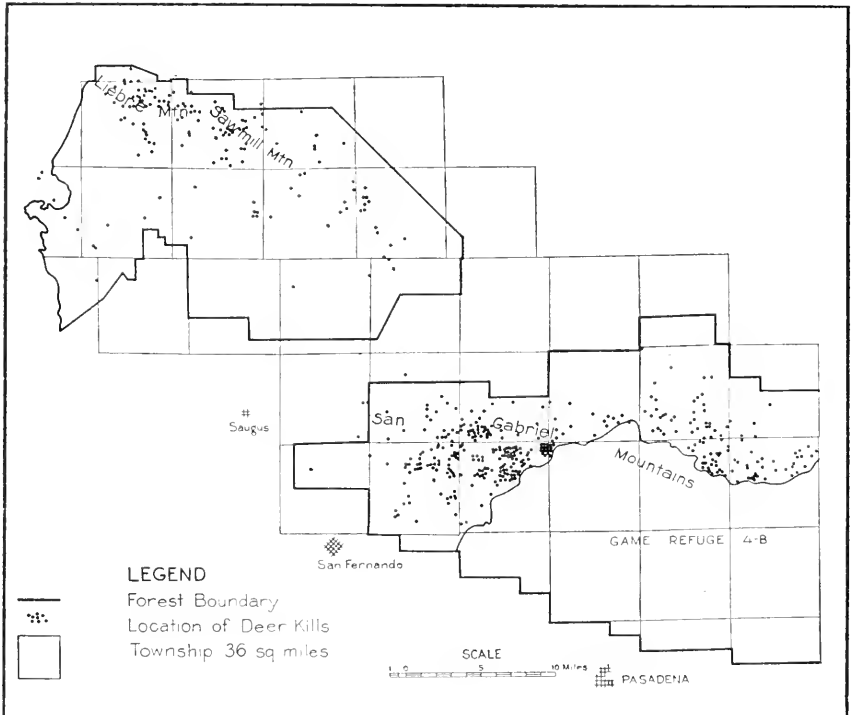 Liebre Mtn
Sawmill Mtn
San Gabriel
Mountains
Saugus
GAME REFUGE 4-B
San Fernando
LEGEND
Forest Boundary
Location of Deer Kills
Township 36 sq miles
SCALE
1 0 5 10 Miles
PASADENA